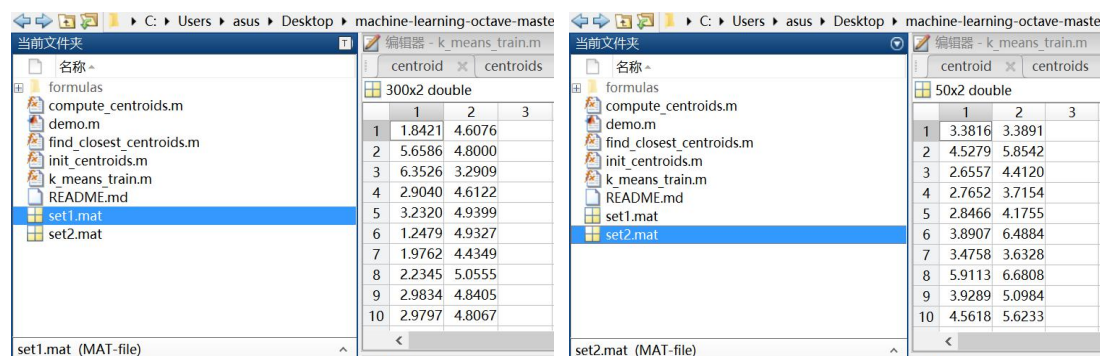 C: ▸ Users ▸ asus ▸ Desktop ▸ machine-learning-octave-maste
当前文件夹
名称
formulas
compute_centroids.m
demo.m
find_closest_centroids.m
init_centroids.m
k_means_train.m
README.md
set1.mat
set2.mat
set1.mat (MAT-file)
编辑器 - k_means_train.m
centroid centroids
300x2 double
1 2 3
1 1.8421 4.6076
2 5.6586 4.8000
3 6.3526 3.2909
4 2.9040 4.6122
5 3.2320 4.9399
6 1.2479 4.9327
7 1.9762 4.4349
8 2.2345 5.0555
9 2.9834 4.8405
10 2.9797 4.8067
C: ▸ Users ▸ asus ▸ Desktop ▸ machine-learning-octave-maste
当前文件夹
名称
formulas
compute_centroids.m
demo.m
find_closest_centroids.m
init_centroids.m
k_means_train.m
README.md
set1.mat
set2.mat
set2.mat (MAT-file)
编辑器 - k_means_train.m
centroid centroids
50x2 double
1 2 3
1 3.3816 3.3891
2 4.5279 5.8542
3 2.6557 4.4120
4 2.7652 3.7154
5 2.8466 4.1755
6 3.8907 6.4884
7 3.4758 3.6328
8 5.9113 6.6808
9 3.9289 5.0984
10 4.5618 5.6233